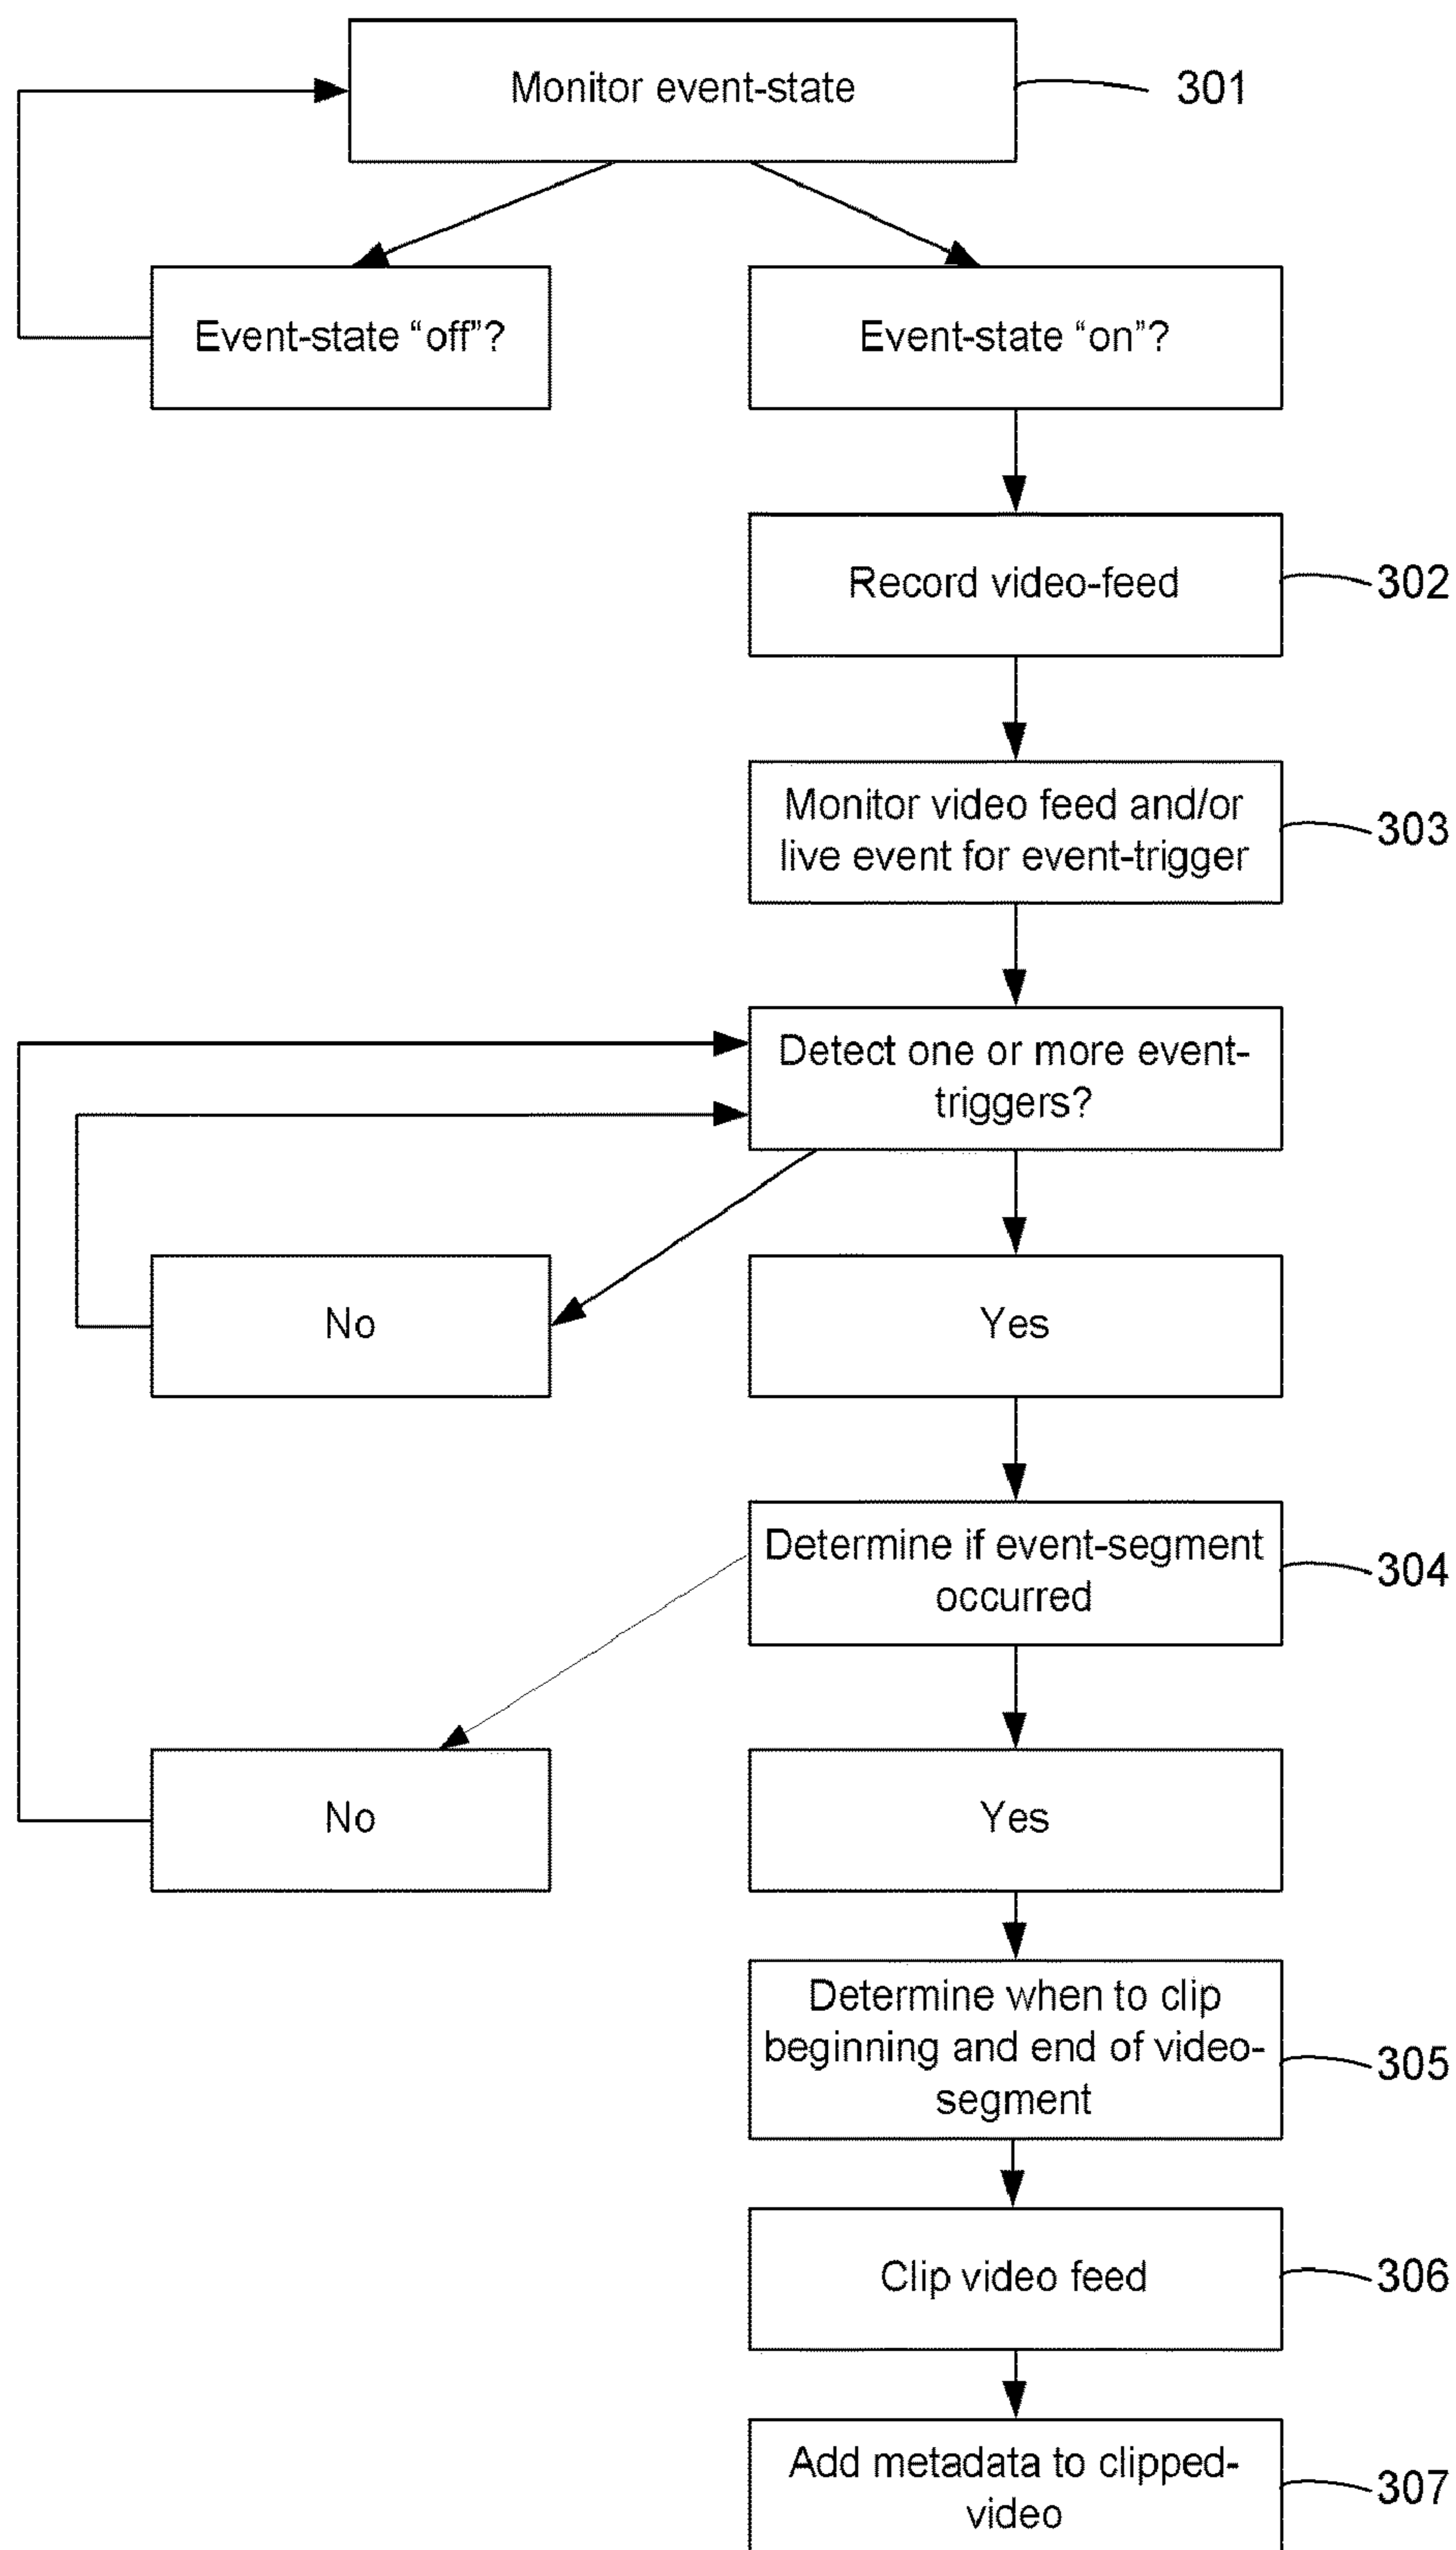 Monitor event-state
301
Event-state “off”?
Event-state “on”?
Record video-feed
302
Monitor video feed and/or
live event for event-trigger
303
Detect one or more event-
triggers?
No
Yes
Determine if event-segment
occurred
304
No
Yes
Determine when to clip
beginning and end of video-
segment
305
Clip video feed
306
Add metadata to clipped-
video
307